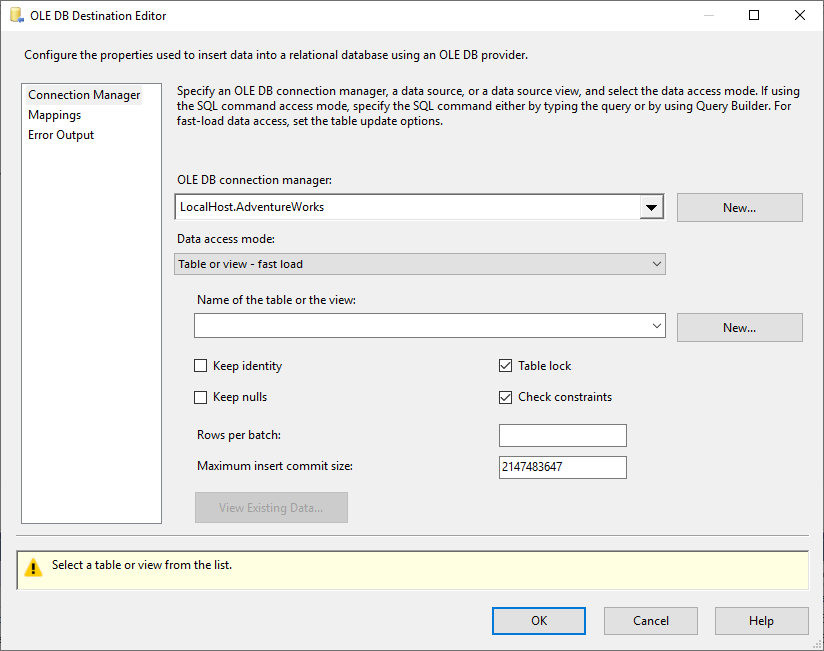 OLE DB Destination Editor
Configure the properties used to insert data into a relational database using an OLE DB provider.
Connection Manager
Mappings
Error Output
Specify an OLE DB connection manager, a data source, or a data source view, and select the data access mode. If using
the SQL command access mode, specify the SQL command either by typing the query or by using Query Builder. For
fast-load data access, set the table update options.
OLE DB connection manager:
LocalHost.AdventureWorks
New...
Data access mode:
Table or view - fast load
Name of the table or the view:
New...
Keep identity
Table lock
Keep nulls
Check constraints
Rows per batch:
Maximum insert commit size:
2147483647
View Existing Data...
Select a table or view from the list.
OK
Cancel
Help